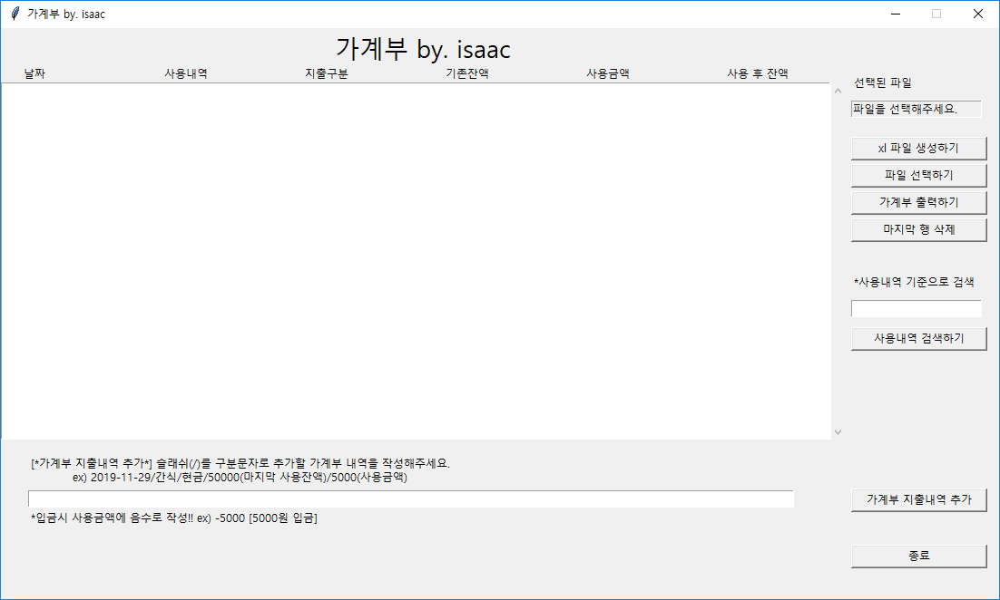 가계부 by. isaac
가계부 by. isaac
날짜 사용내역 지출구분 기존잔액 사용금액 사용 후 잔액
선택된 파일
파일을 선택해주세요.
xl 파일 생성하기
파일 선택하기
가계부 출력하기
마지막 행 삭제
*사용내역 기준으로 검색
사용내역 검색하기
[*가계부 지출내역 추가*] 슬래쉬(/)를 구분문자로 추가할 가계부 내역을 작성해주세요.
ex) 2019-11-29/간식/현금/50000(마지막 사용잔액)/5000(사용금액)
가계부 지출내역 추가
*입금시 사용금액에 음수로 작성!! ex) -5000 [5000원 입금]
종료